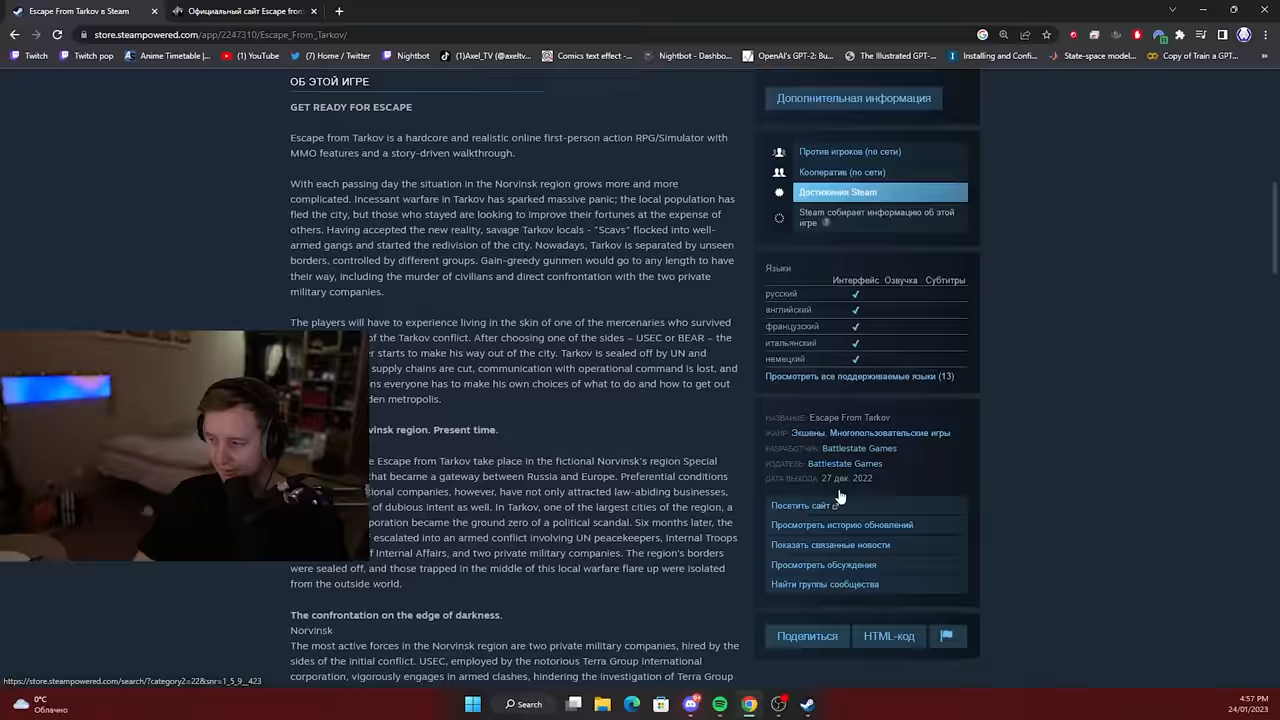 Escape From Tarkov в Steam
Официальный сайт Escape from
store.steampowered.com/app/2247310/Escape_From_Tarkov/
Twitch
Twitch pop
Anime Timetable |...
(1) YouTube
(7) Home / Twitter
Nightbot
(1)Axel_TV (@axeltv...
Comics text effect -...
Nightbot - Dashbo...
OpenAI's GPT-2: Bu...
The Illustrated GPT-...
Installing and Confi...
State-space model...
Copy of Train a GPT...
ОБ ЭТОЙ ИГРЕ
GET READY FOR ESCAPE
Escape from Tarkov is a hardcore and realistic online first-person action RPG/Simulator with
MMO features and a story-driven walkthrough.
With each passing day the situation in the Norvinsk region grows more and more
complicated. Incessant warfare in Tarkov has sparked massive panic; the local population has
fled the city, but those who stayed are looking to improve their fortunes at the expense of
others. Having accepted the new reality, savage Tarkov locals - "Scavs" flocked into well-
armed gangs and started the redivision of the city. Nowadays, Tarkov is separated by unseen
borders, controlled by different groups. Gain-greedy gunmen would go to any length to have
their way, including the murder of civilians and direct confrontation with the two private
military companies.
The players will have to experience living in the skin of one of the mercenaries who survived
of the Tarkov conflict. After choosing one of the sides – USEC or BEAR – the
er starts to make his way out of the city. Tarkov is sealed off by UN and
supply chains are cut, communication with operational command is lost, and
ns everyone has to make his own choices of what to do and how to get out
den metropolis.
vinsk region. Present time.
e Escape from Tarkov take place in the fictional Norvinsk's region Special
that became a gateway between Russia and Europe. Preferential conditions
tional companies, however, have not only attracted law-abiding businesses,
of dubious intent as well. In Tarkov, one of the largest cities of the region, a
poration became the ground zero of a political scandal. Six months later, the
escalated into an armed conflict involving UN peacekeepers, Internal Troops
f Internal Affairs, and two private military companies. The region's borders
were sealed off, and those trapped in the middle of this local warfare flare up were isolated
from the outside world.
The confrontation on the edge of darkness.
Norvinsk
The most active forces in the Norvinsk region are two private military companies, hired by the
sides of the initial conflict. USEC, employed by the notorious Terra Group international
corporation, vigorously engages in armed clashes, hindering the investigation of Terra Group
Дополнительная информация
Против игроков (по сети)
Кооператив (по сети)
Достижения Steam
Steam собирает информацию об этой
игре ?
Языки
Интерфейс Озвучка Субтитры
русский ✓
английский ✓
французский ✓
итальянский ✓
немецкий ✓
Просмотреть все поддерживаемые языки (13)
НАЗВАНИЕ: Escape From Tarkov
ЖАНР: Экшены, Многопользовательские игры
РАЗРАБОТЧИК: Battlestate Games
ИЗДАТЕЛЬ: Battlestate Games
ДАТА ВЫХОДА: 27 дек. 2022
Посетить сайт
Просмотреть историю обновлений
Показать связанные новости
Просмотреть обсуждения
Найти группы сообщества
Поделиться
HTML-код
https://store.steampowered.com/search/?category2=22&snr=1_5_9__423
0°C
Облачно
Search
4:57 PM
24/01/2023